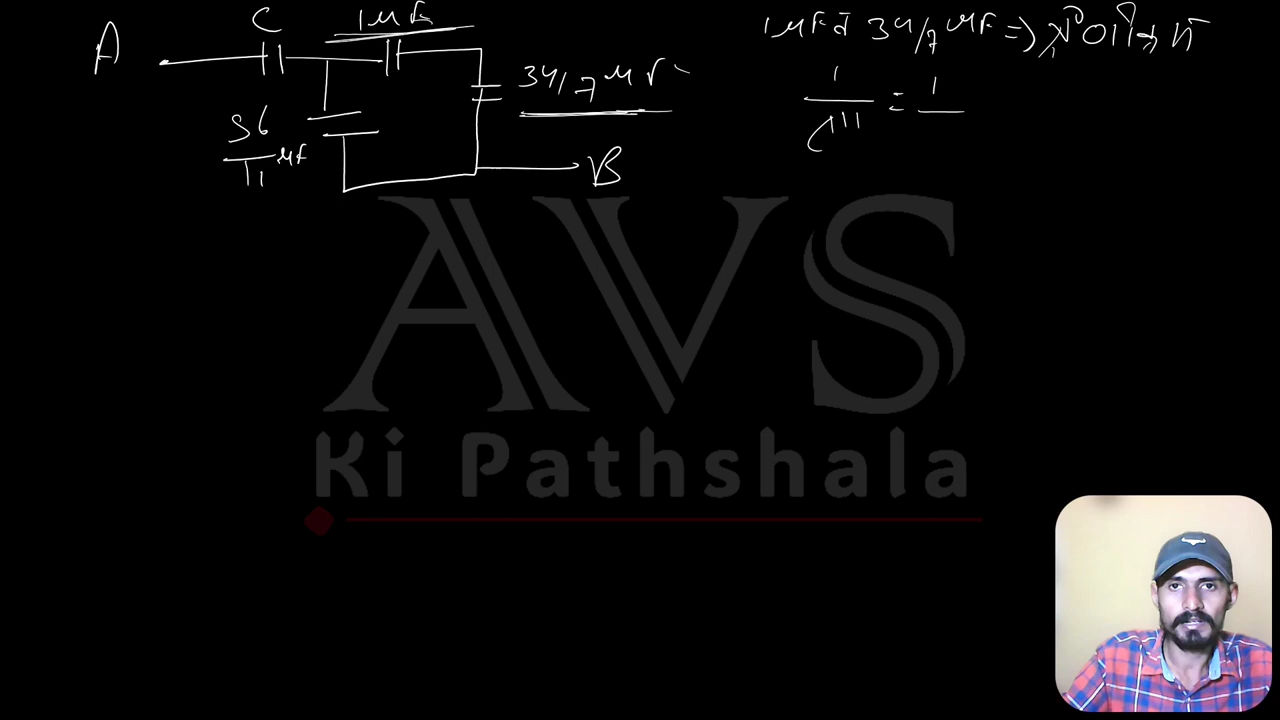 A
C
1μF
34/7 μF
36/11 μF
B
1μF व 34/7 μF => श्रेणीक्रम में
1/C''' = 1/
AVS
Ki Pathshala